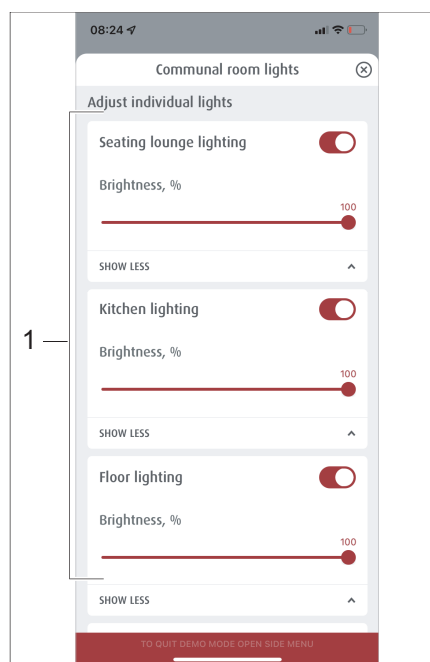 08:24
Communal room lights
Adjust individual lights
Seating lounge lighting
Brightness, %
100
SHOW LESS
Kitchen lighting
Brightness, %
100
SHOW LESS
1
Floor lighting
Brightness, %
100
SHOW LESS
TO QUIT DEMO MODE OPEN SIDE MENU